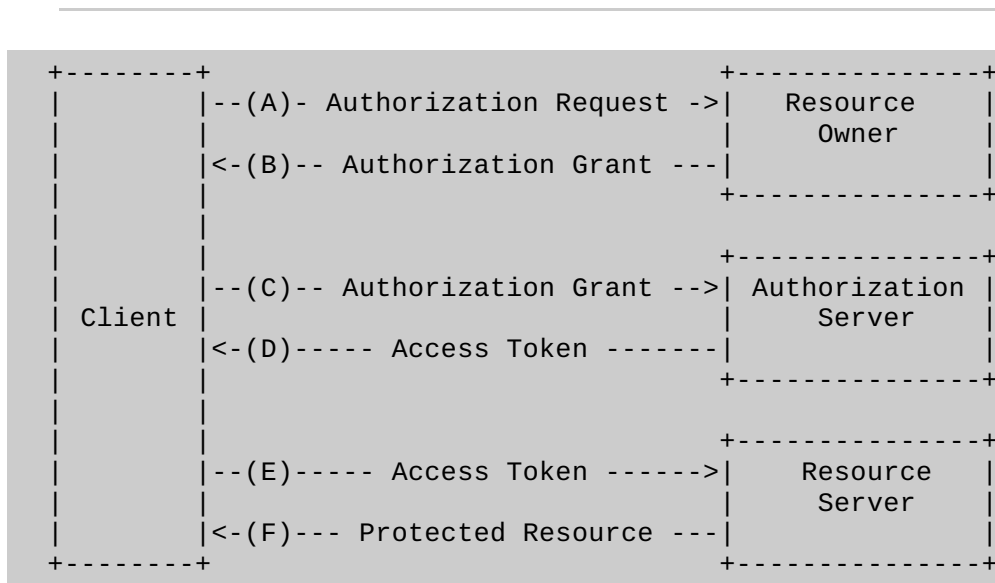 +--------+                               +---------------+
|        |--(A)- Authorization Request ->|   Resource    |
|        |                               |     Owner     |
|        |<-(B)-- Authorization Grant ---|               |
|        |                               +---------------+
|        |
|        |                               +---------------+
|        |--(C)-- Authorization Grant -->| Authorization |
| Client |                               |     Server    |
|        |<-(D)----- Access Token -------|               |
|        |                               +---------------+
|        |
|        |                               +---------------+
|        |--(E)----- Access Token ------>|    Resource   |
|        |                               |     Server    |
|        |<-(F)--- Protected Resource ---|               |
+--------+                               +---------------+